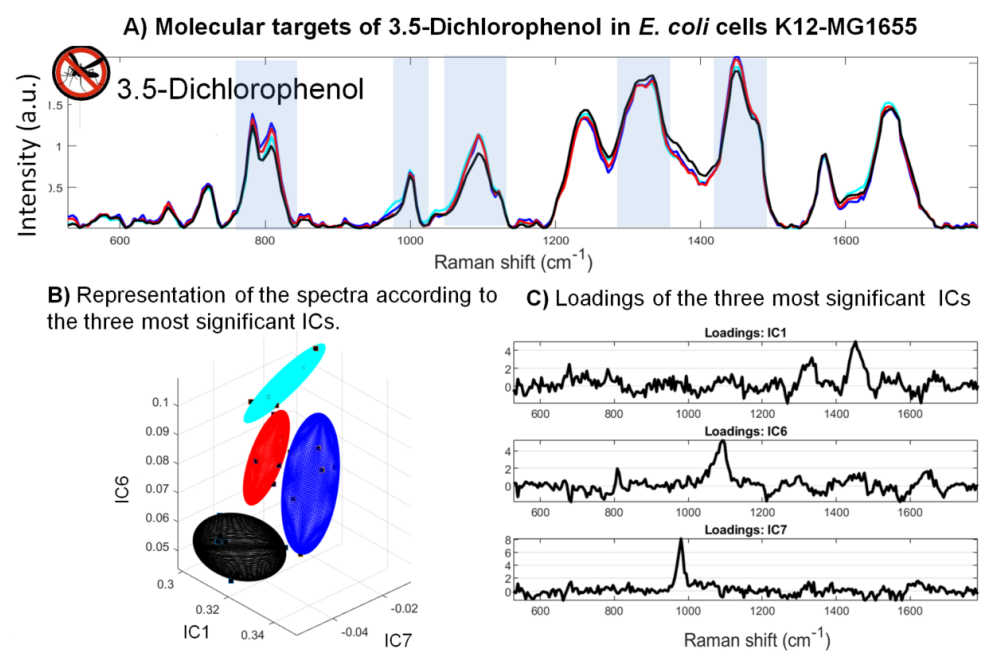 A) Molecular targets of 3.5-Dichlorophenol in E. coli cells K12-MG1655
3.5-Dichlorophenol
Intensity (a.u.)
1.5
1
0.5
600 800 1000 1200 1400 1600
Raman shift (cm-1)
B) Representation of the spectra according to
the three most significant ICs.
0.1
0.09
0.08
0.07
0.06
0.05
IC6
0.3
0.32
0.34
IC1
-0.04
-0.02
IC7
C) Loadings of the three most significant ICs
Loadings: IC1
4
2
0
600 800 1000 1200 1400 1600
Loadings: IC6
4
2
0
600 800 1000 1200 1400 1600
Loadings: IC7
8
6
4
2
0
600 800 1000 1200 1400 1600
Raman shift (cm-1)